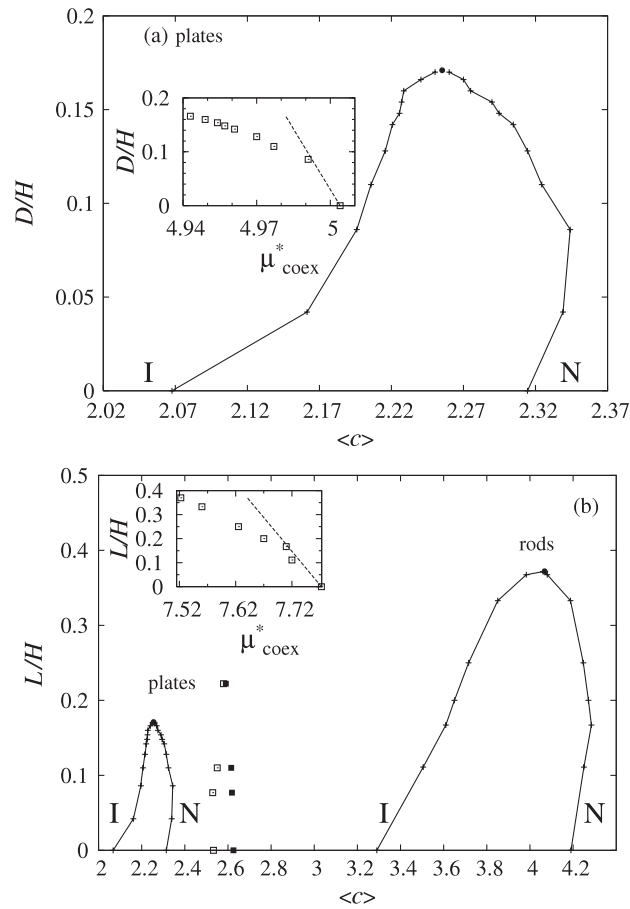 (a) plates
D/H
0.2
0.15
0.1
0.05
0
D/H
0.2
0.1
0
4.94 4.97 5
μ*coex
I N
2.02 2.07 2.12 2.17 2.22 2.27 2.32 2.37
<c>
(b)
L/H
0.5
0.4
0.3
0.2
0.1
0
L/H
0.4
0.3
0.2
0.1
0
7.52 7.62 7.72
μ*coex
rods
plates
I N I N
2 2.2 2.4 2.6 2.8 3 3.2 3.4 3.6 3.8 4 4.2
<c>